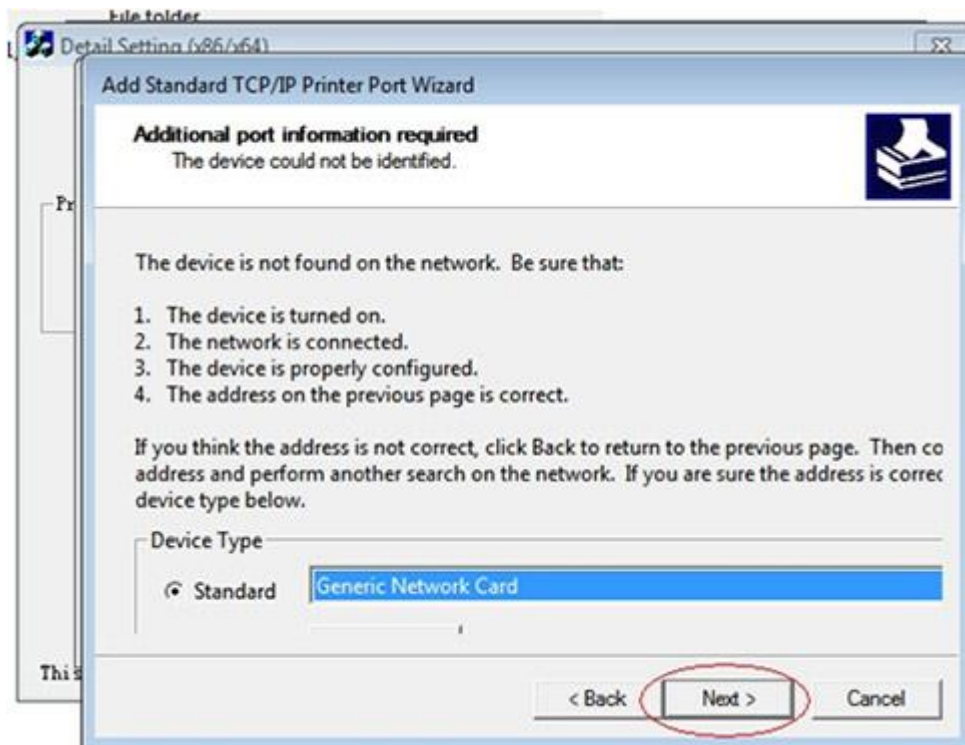 File folder
Detail Setting (x86/x64)
Add Standard TCP/IP Printer Port Wizard
Additional port information required
The device could not be identified.
Pr
The device is not found on the network. Be sure that:
1. The device is turned on.
2. The network is connected.
3. The device is properly configured.
4. The address on the previous page is correct.
If you think the address is not correct, click Back to return to the previous page. Then co
address and perform another search on the network. If you are sure the address is correc
device type below.
Device Type
Standard
Generic Network Card
This
< Back
Next >
Cancel